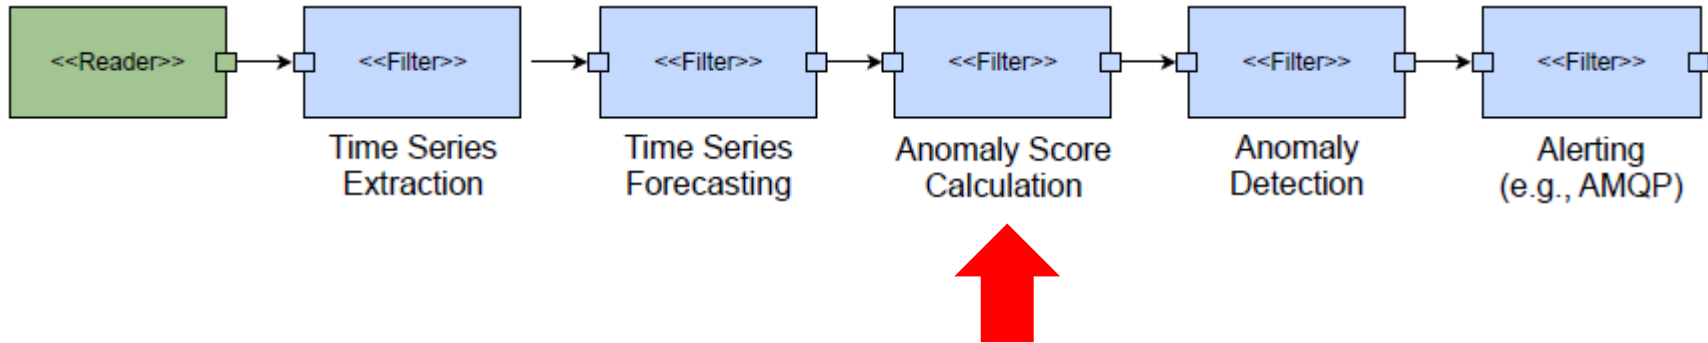 <<Reader>>
<<Filter>>
<<Filter>>
<<Filter>>
<<Filter>>
<<Filter>>
Time Series
Extraction
Time Series
Forecasting
Anomaly Score
Calculation
Anomaly
Detection
Alerting
(e.g., AMQP)